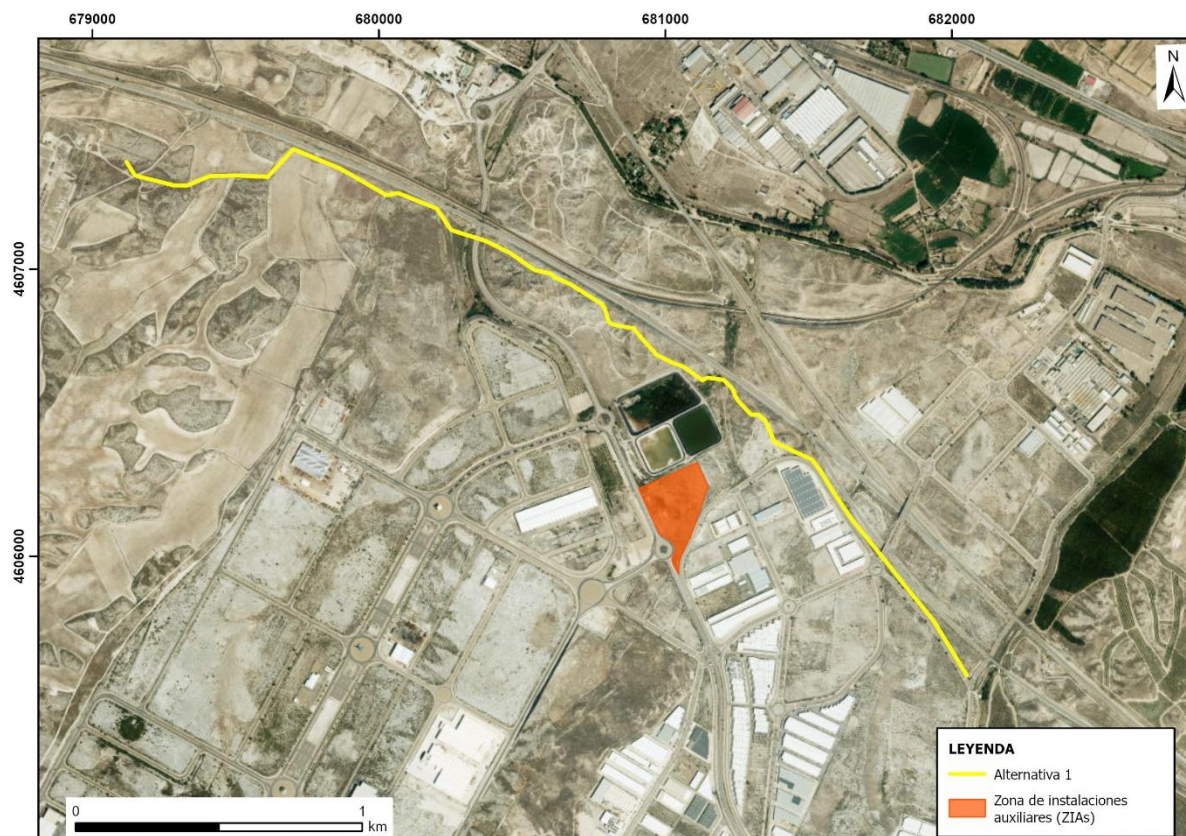 679000 680000 681000 682000
N
4607000
4606000
LEYENDA
Alternativa 1
Zona de instalaciones
auxiliares (ZIAs)
0 1
km